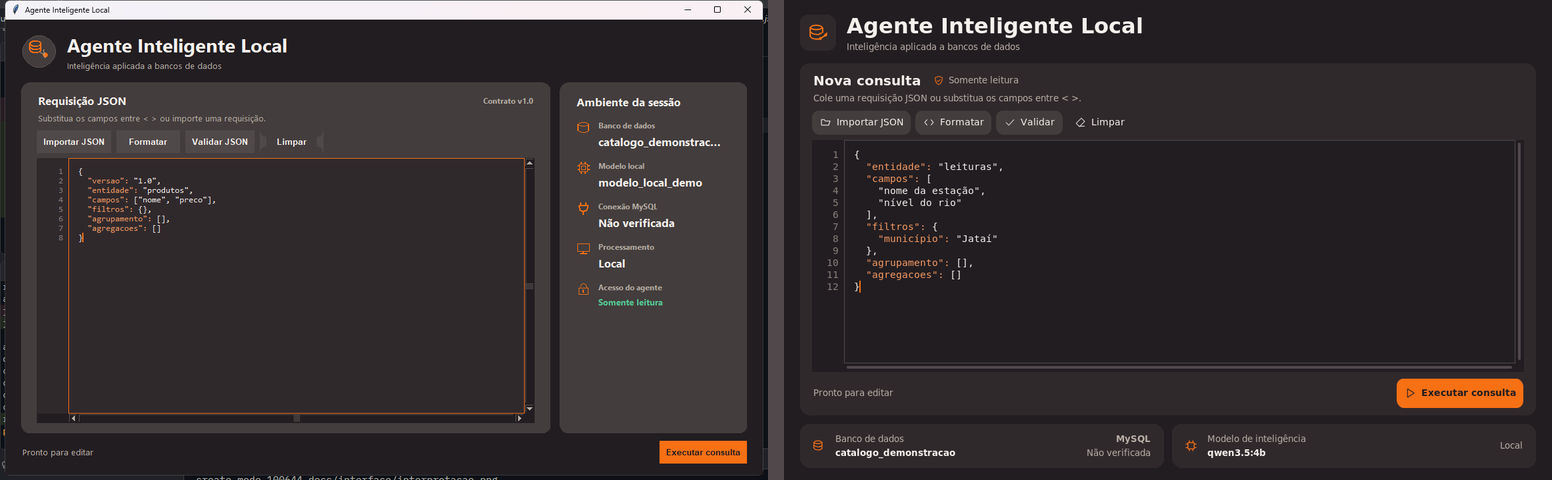 Agente Inteligente Local
Agente Inteligente Local
Inteligência aplicada a bancos de dados
Requisição JSON
Contrato v1.0
Substitua os campos entre < > ou importe uma requisição.
Importar JSON
Formatar
Validar JSON
Limpar
1 {
2 "versao": "1.0",
3 "entidade": "produtos",
4 "campos": ["nome", "preco"],
5 "filtros": {},
6 "agrupamento": [],
7 "agregacoes": []
8 }
Ambiente da sessão
Banco de dados
catalogo_demonstrac...
Modelo local
modelo_local_demo
Conexão MySQL
Não verificada
Processamento
Local
Acesso do agente
Somente leitura
Pronto para editar
Executar consulta
Agente Inteligente Local
Inteligência aplicada a bancos de dados
Nova consulta
Somente leitura
Cole uma requisição JSON ou substitua os campos entre < >.
Importar JSON
Formatar
Validar
Limpar
1 {
2 "entidade": "leituras",
3 "campos": [
4 "nome da estação",
5 "nível do rio"
6 ],
7 "filtros": {
8 "município": "Jataí"
9 },
10 "agrupamento": [],
11 "agregacoes": []
12 }
Pronto para editar
Executar consulta
Banco de dados
catalogo_demonstracao
MySQL
Não verificada
Modelo de inteligência
qwen3.5:4b
Local